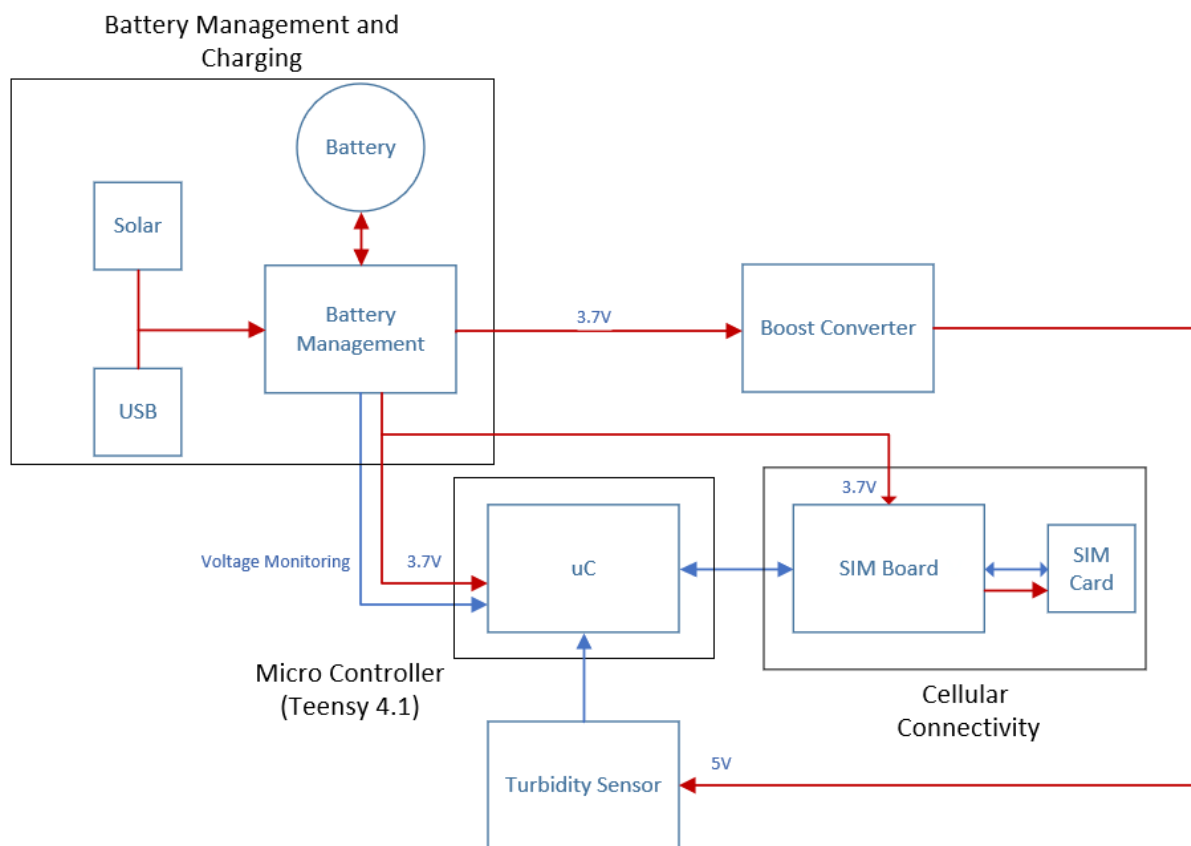 Battery Management and
Charging
Battery
Solar
Battery
Management
USB
3.7V
Boost Converter
Voltage Monitoring
3.7V
uC
3.7V
SIM Board
SIM
Card
Micro Controller
(Teensy 4.1)
Cellular
Connectivity
Turbidity Sensor
5V